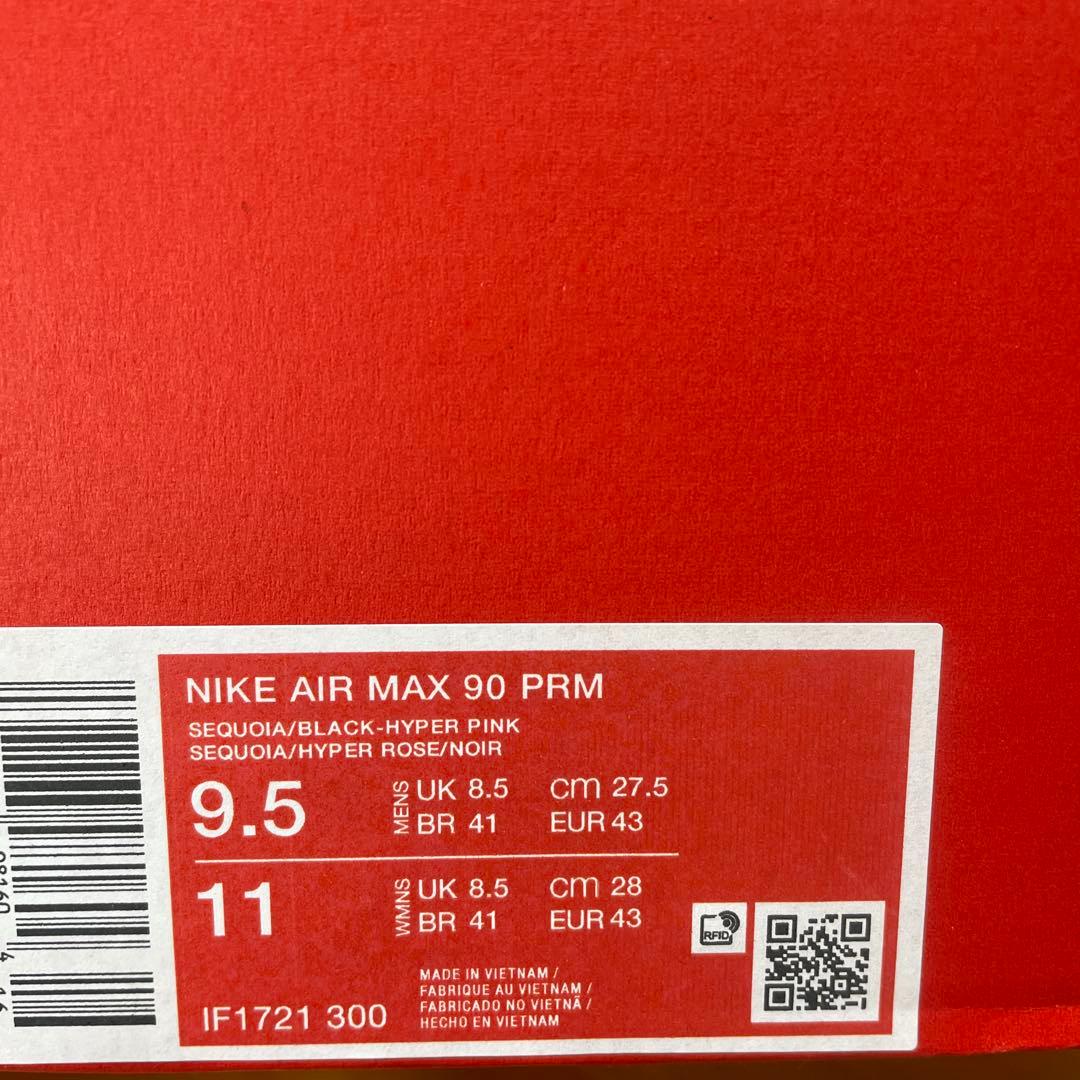 NIKE AIR MAX 90 PRM
SEQUOIA/BLACK-HYPER PINK
SEQUOIA/HYPER ROSE/NOIR
9.5 MENS UK 8.5 cm 27.5
BR 41 EUR 43
11 WMNS UK 8.5 cm 28
BR 41 EUR 43
RFID
MADE IN VIETNAM /
FABRIQUE AU VIETNAM /
FABRICADO NO VIETNÃ /
HECHO EN VIETNAM
IF1721 300